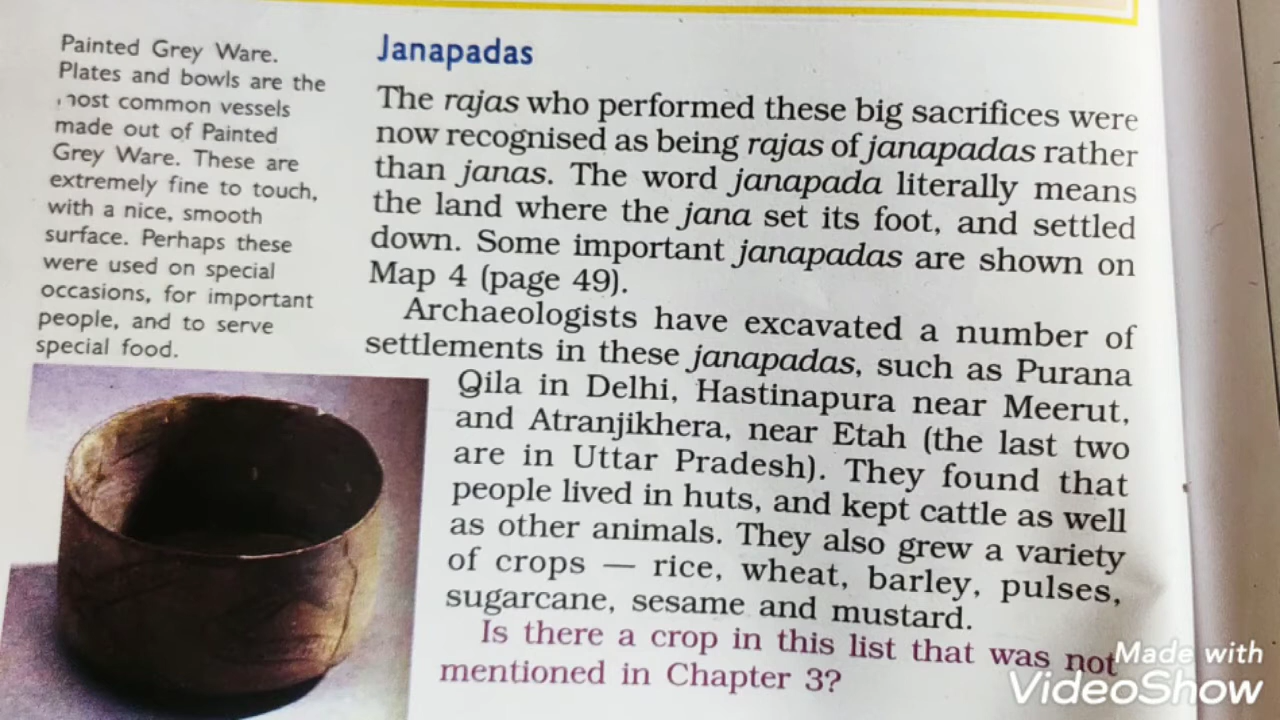 Painted Grey Ware.
Plates and bowls are the
most common vessels
made out of Painted
Grey Ware. These are
extremely fine to touch,
with a nice, smooth
surface. Perhaps these
were used on special
occasions, for important
people, and to serve
special food.
Janapadas
The rajas who performed these big sacrifices were
now recognised as being rajas of janapadas rather
than janas. The word janapada literally means
the land where the jana set its foot, and settled
down. Some important janapadas are shown on
Map 4 (page 49).
Archaeologists have excavated a number of
settlements in these janapadas, such as Purana
Qila in Delhi, Hastinapura near Meerut,
and Atranjikhera, near Etah (the last two
are in Uttar Pradesh). They found that
people lived in huts, and kept cattle as well
as other animals. They also grew a variety
of crops — rice, wheat, barley, pulses,
sugarcane, sesame and mustard.
Is there a crop in this list that was not
mentioned in Chapter 3?
Made with
VideoShow